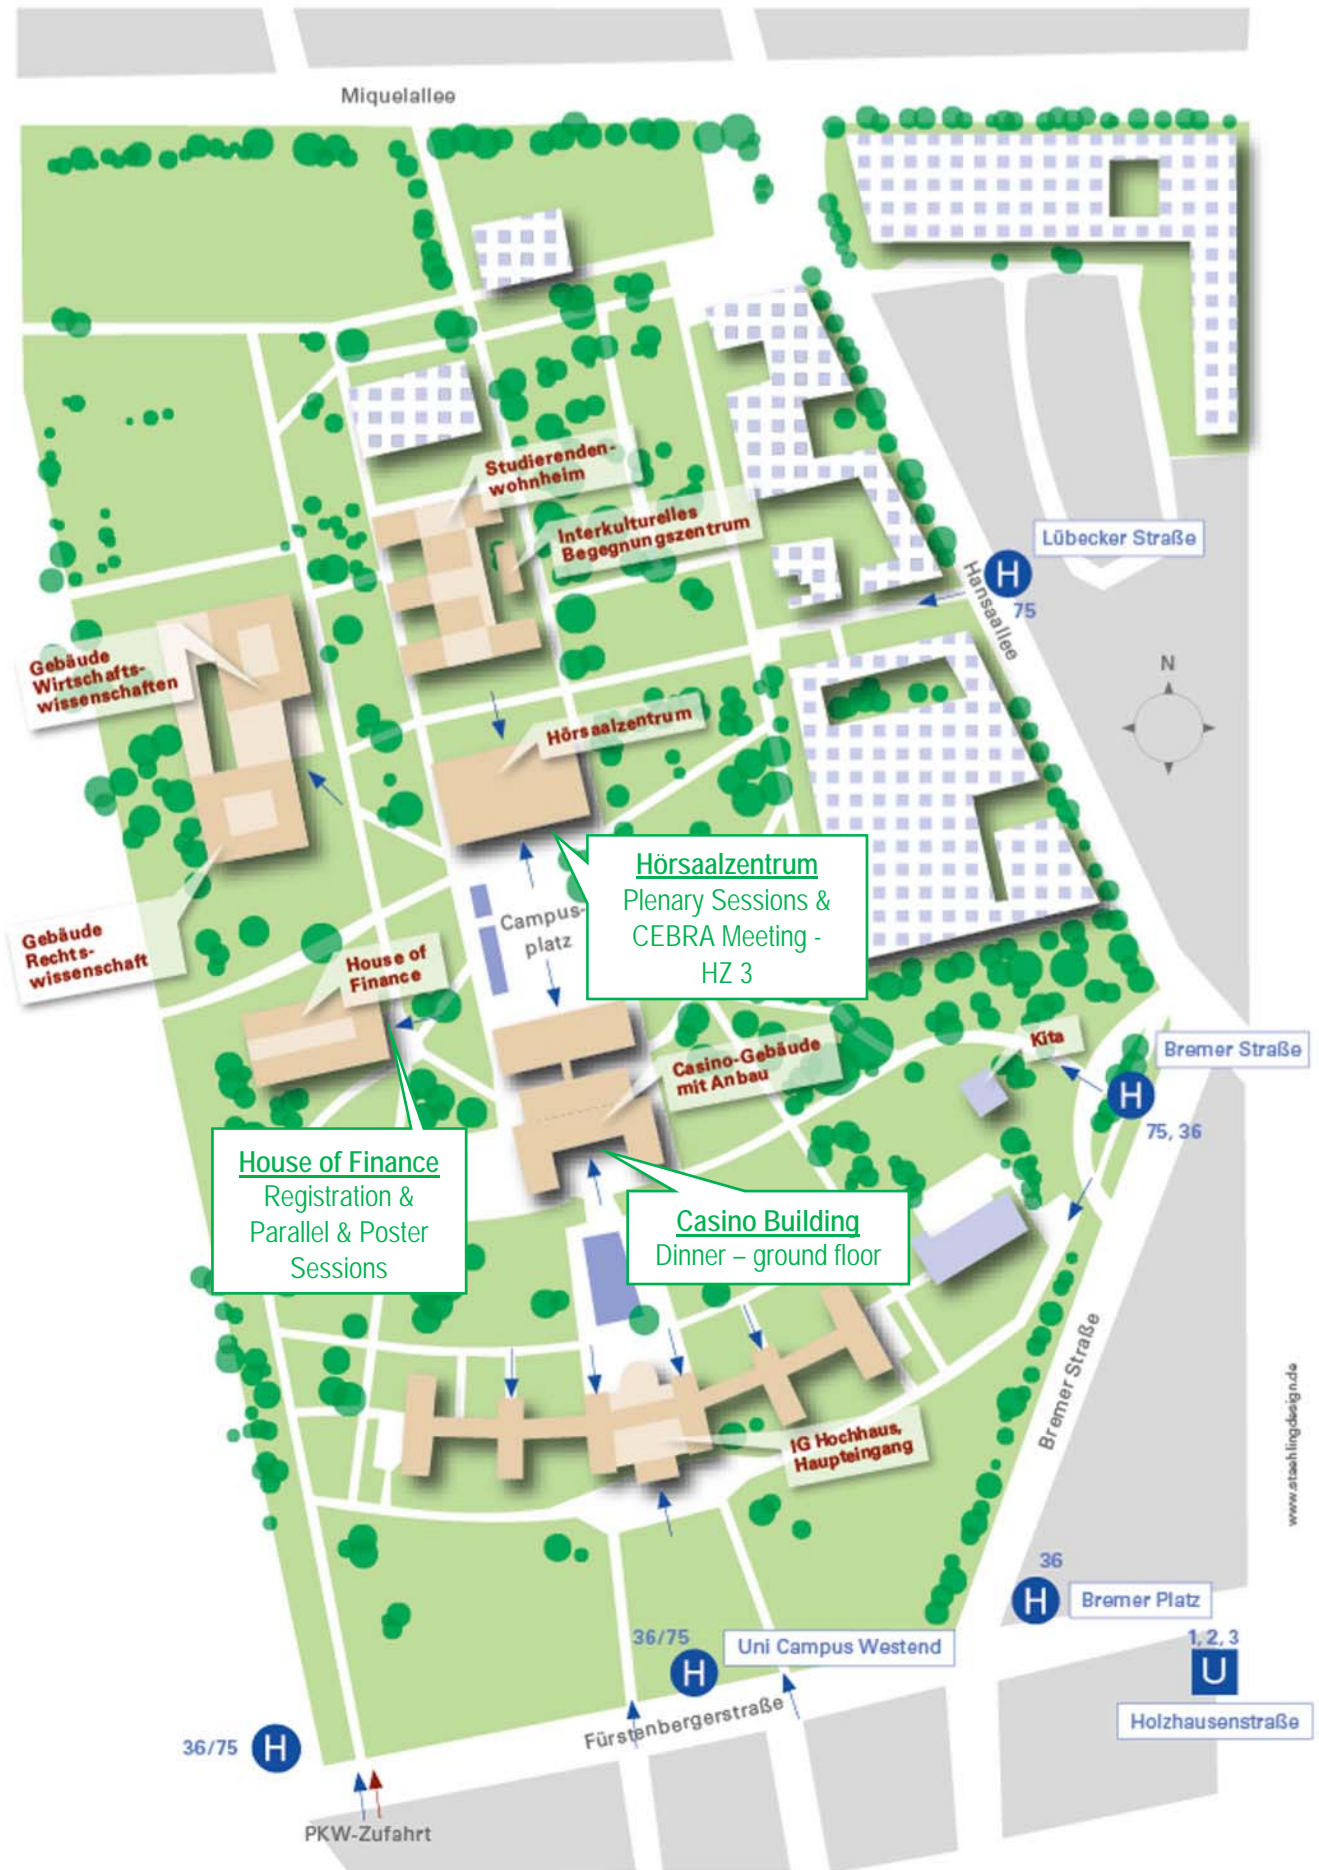 Miquelallee
Studierenden-
wohnheim
Interkulturelles
Begegnungszentrum
Lübecker Straße
H
75
Hansaallee
N
Gebäude
Wirtschafts-
wissenschaften
Hörsaalzentrum
Hörsaalzentrum
Plenary Sessions &
CEBRA Meeting -
HZ 3
Campus-
platz
Gebäude
Rechts-
wissenschaft
House of
Finance
Casino-Gebäude
mit Anbau
Kita
Bremer Straße
H
75, 36
House of Finance
Registration &
Parallel & Poster
Sessions
Casino Building
Dinner – ground floor
Bremer Straße
www.staehlingdesign.de
IG Hochhaus,
Haupteingang
36
H
Bremer Platz
36/75
H
Uni Campus Westend
1, 2, 3
U
Holzhausenstraße
Fürstenbergerstraße
36/75
H
PKW-Zufahrt